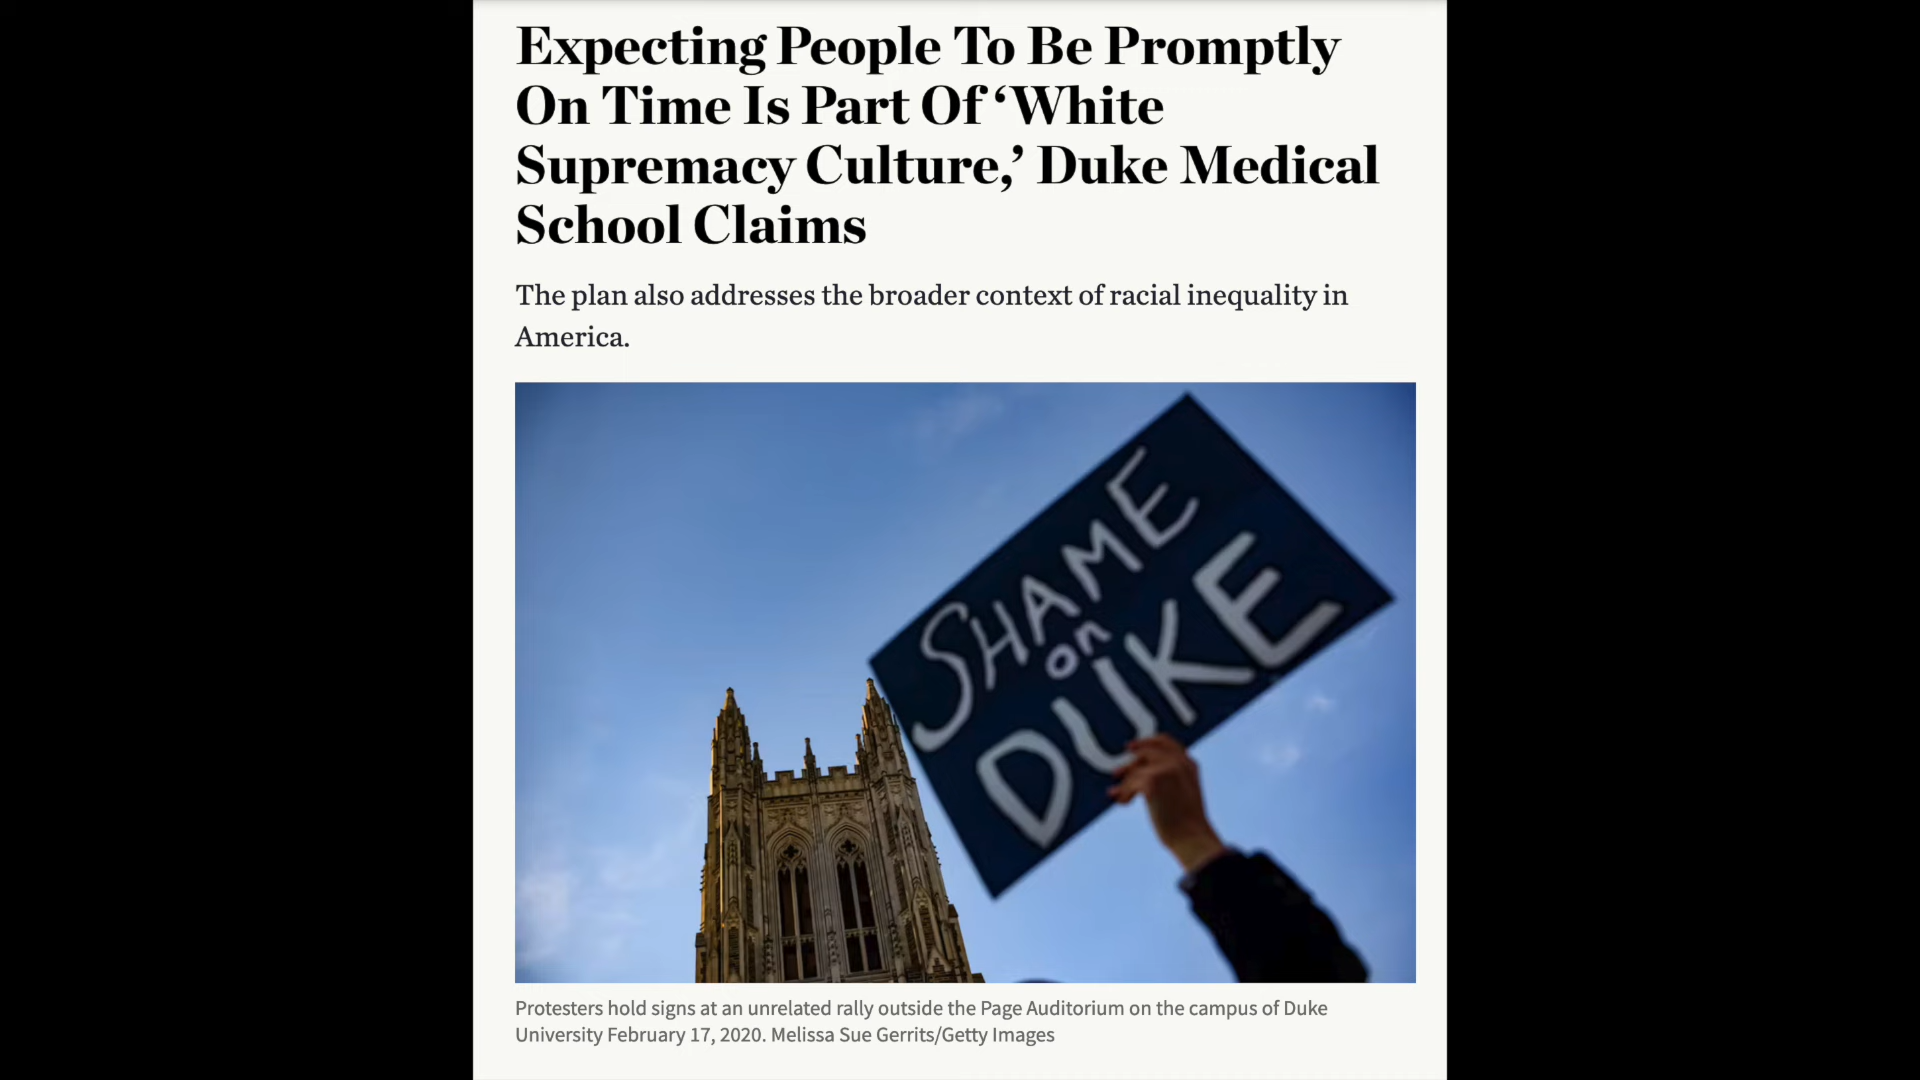 Expecting People To Be Promptly
On Time Is Part Of ‘White
Supremacy Culture,’ Duke Medical
School Claims
The plan also addresses the broader context of racial inequality in
America.
SHAME
on
DUKE
Protesters hold signs at an unrelated rally outside the Page Auditorium on the campus of Duke
University February 17, 2020. Melissa Sue Gerrits/Getty Images